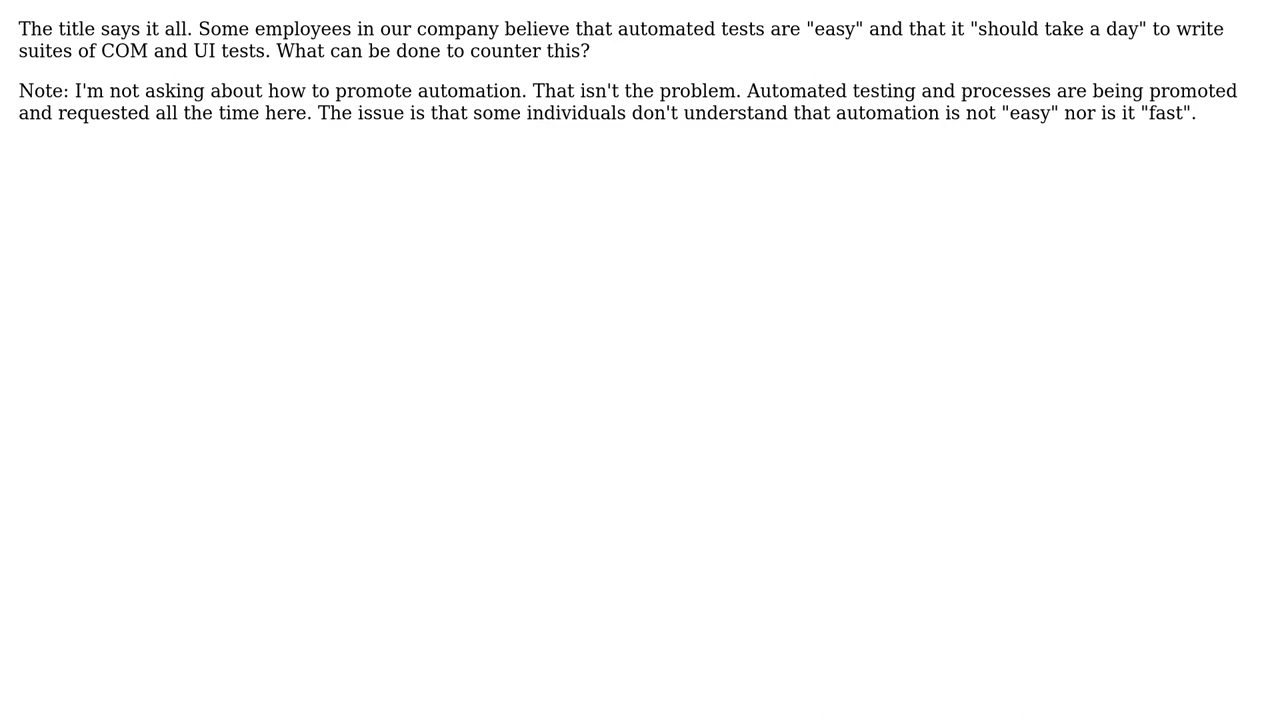 The title says it all. Some employees in our company believe that automated tests are "easy" and that it "should take a day" to write
suites of COM and UI tests. What can be done to counter this?
Note: I'm not asking about how to promote automation. That isn't the problem. Automated testing and processes are being promoted
and requested all the time here. The issue is that some individuals don't understand that automation is not "easy" nor is it "fast".